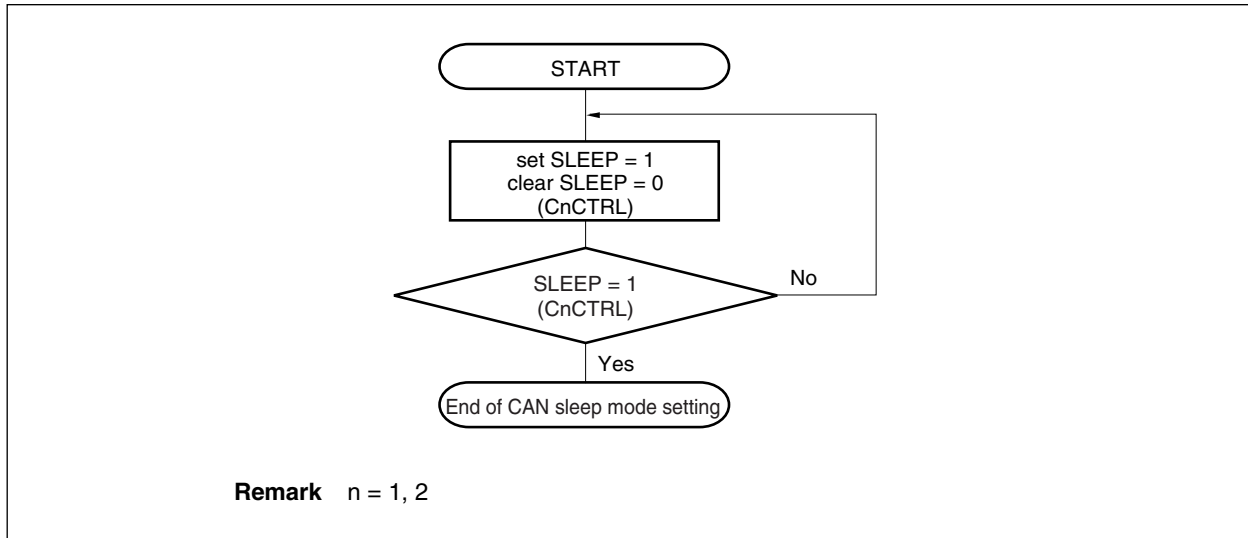 START
set SLEEP = 1
clear SLEEP = 0
(CnCTRL)
SLEEP = 1
(CnCTRL)
No
Yes
End of CAN sleep mode setting
Remark n = 1, 2